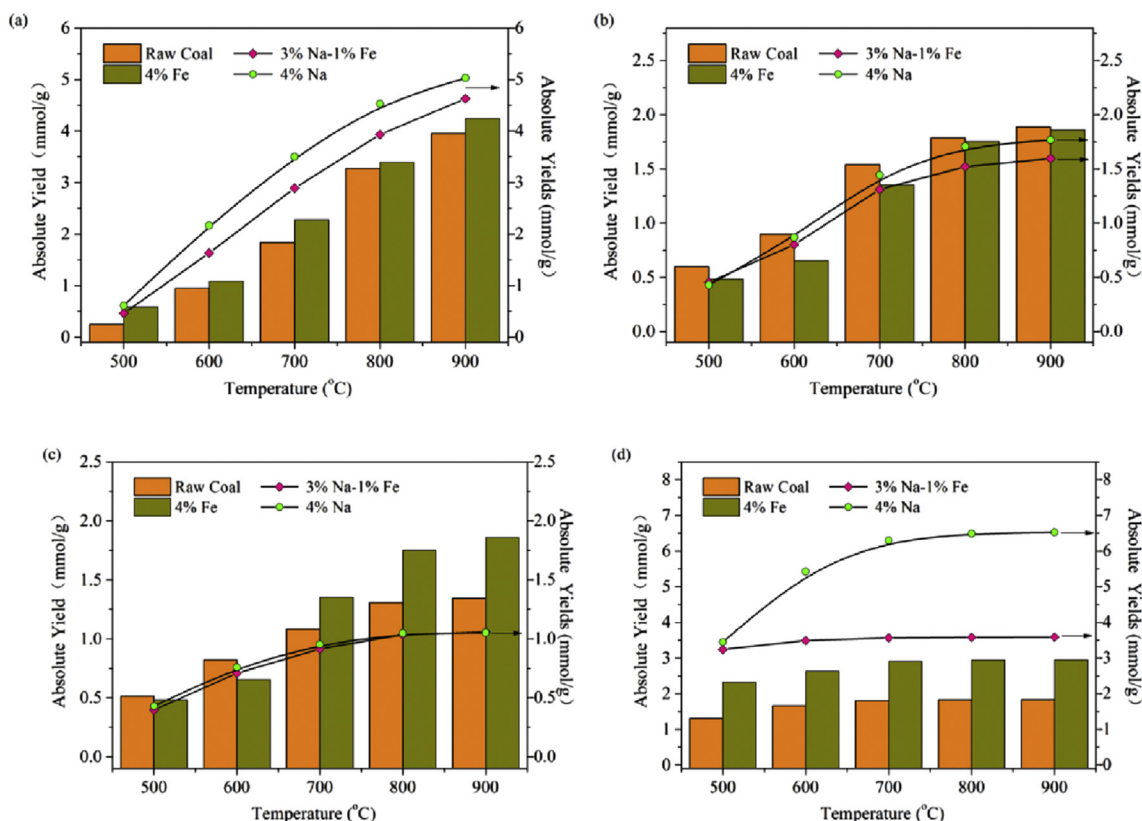 (a)
6
5
4
3
2
1
0
Absolute Yield (mmol/g)
Raw Coal
4% Fe
3% Na-1% Fe
4% Na
6
5
4
3
2
1
0
Absolute Yields (mmol/g)
500 600 700 800 900
Temperature (°C)
(b)
2.5
2.0
1.5
1.0
0.5
0.0
Absolute Yield (mmol/g)
Raw Coal
4% Fe
3% Na-1% Fe
4% Na
2.5
2.0
1.5
1.0
0.5
0.0
Absolute Yields (mmol/g)
500 600 700 800 900
Temperature (°C)
(c)
2.5
2.0
1.5
1.0
0.5
0.0
Absolute Yield (mmol/g)
Raw Coal
4% Fe
3% Na-1% Fe
4% Na
2.5
2.0
1.5
1.0
0.5
0.0
Absolute Yields (mmol/g)
500 600 700 800 900
Temperature (°C)
(d)
8
7
6
5
4
3
2
1
0
Absolute Yield (mmol/g)
Raw Coal
4% Fe
3% Na-1% Fe
4% Na
8
7
6
5
4
3
2
1
0
Absolute Yields (mmol/g)
500 600 700 800 900
Temperature (°C)